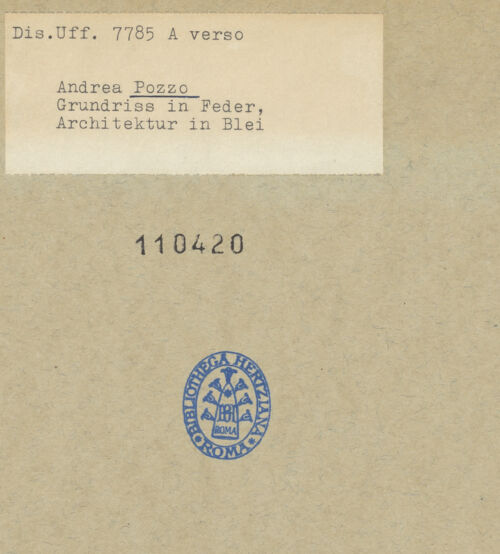 Dis.Uff. 7785 A verso
Andrea Pozzo
Grundriss in Feder,
Architektur in Blei
110420
BIBLIOTHECA HERTZIANA
BH
ROMA
ROMA